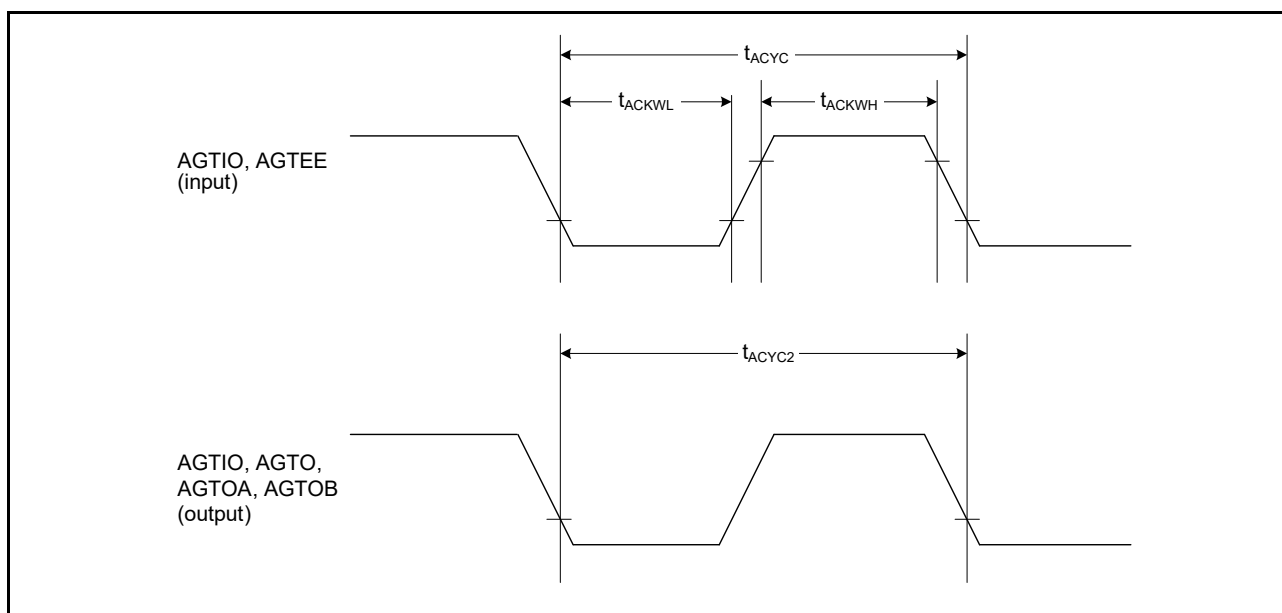 tACYC
tACKWL
tACKWH
AGTIO, AGTEE
(input)
tACYC2
AGTIO, AGTO,
AGTOA, AGTOB
(output)